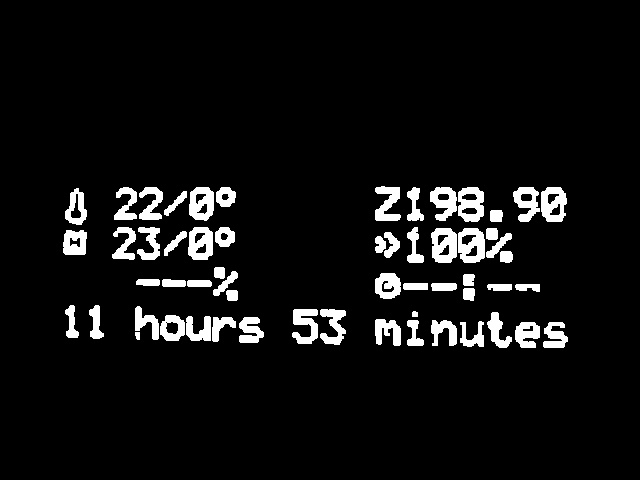 22/0° Z198.90
23/0° »100%
---% --:--
11 hours 53 minutes